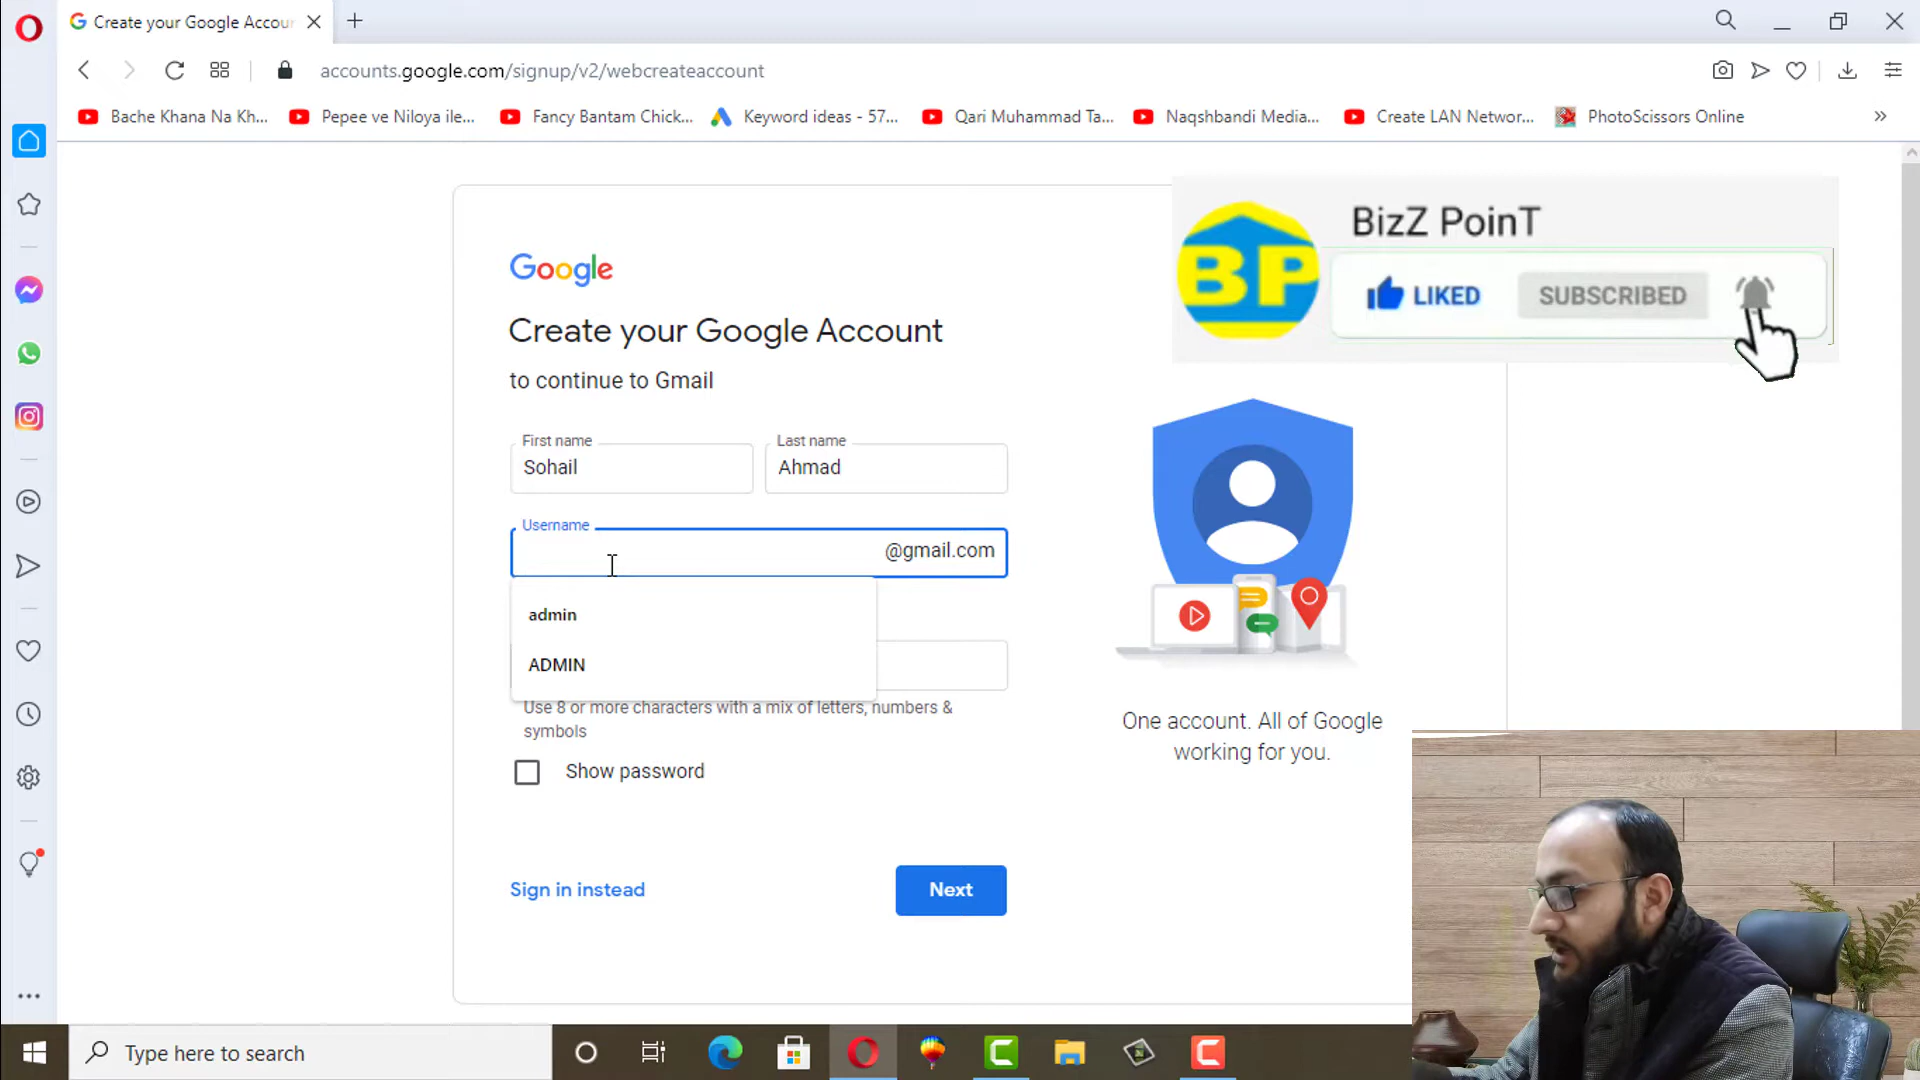 Create your Google Accou
accounts.google.com/signup/v2/webcreateaccount
Bache Khana Na Kh...
Pepee ve Niloya ile...
Fancy Bantam Chick...
Keyword ideas - 57...
Qari Muhammad Ta...
Naqshbandi Media...
Create LAN Networ...
PhotoScissors Online
BizZ PoinT
BP
LIKED
SUBSCRIBED
Google
Create your Google Account
to continue to Gmail
First name
Last name
Sohail
Ahmad
Username
@gmail.com
admin
ADMIN
Use 8 or more characters with a mix of letters, numbers &
symbols
Show password
Sign in instead
Next
One account. All of Google
working for you.
Type here to search